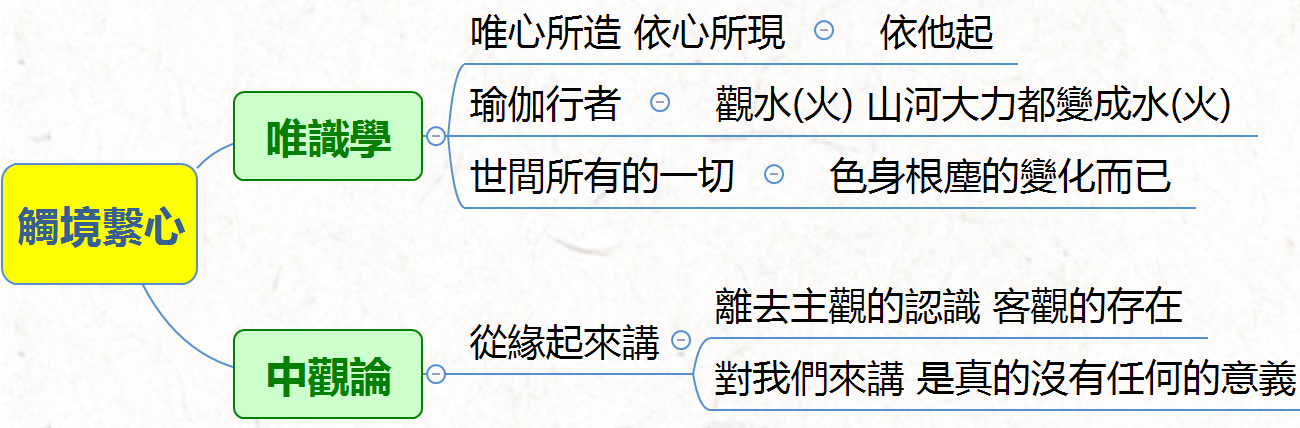 觸境繫心
唯識學
唯心所造 依心所現
依他起
瑜伽行者
觀水(火) 山河大力都變成水(火)
世間所有的一切
色身根塵的變化而已
中觀論
從緣起來講
離去主觀的認識 客觀的存在
對我們來講 是真的沒有任何的意義